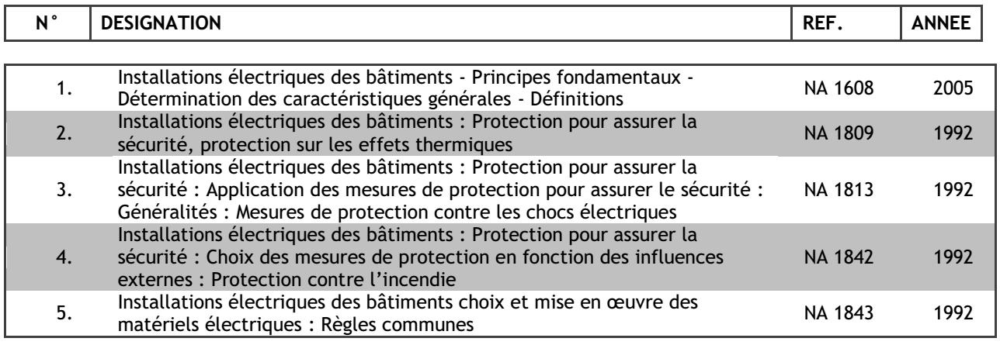 N° DESIGNATION REF. ANNEE
1. Installations électriques des bâtiments - Principes fondamentaux -
Détermination des caractéristiques générales - Définitions NA 1608 2005
2. Installations électriques des bâtiments : Protection pour assurer la
sécurité, protection sur les effets thermiques NA 1809 1992
Installations électriques des bâtiments : Protection pour assurer la
3. sécurité : Application des mesures de protection pour assurer le sécurité : NA 1813 1992
Généralités : Mesures de protection contre les chocs électriques
Installations électriques des bâtiments : Protection pour assurer la
4. sécurité : Choix des mesures de protection en fonction des influences NA 1842 1992
externes : Protection contre l’incendie
5. Installations électriques des bâtiments choix et mise en œuvre des
matériels électriques : Règles communes NA 1843 1992